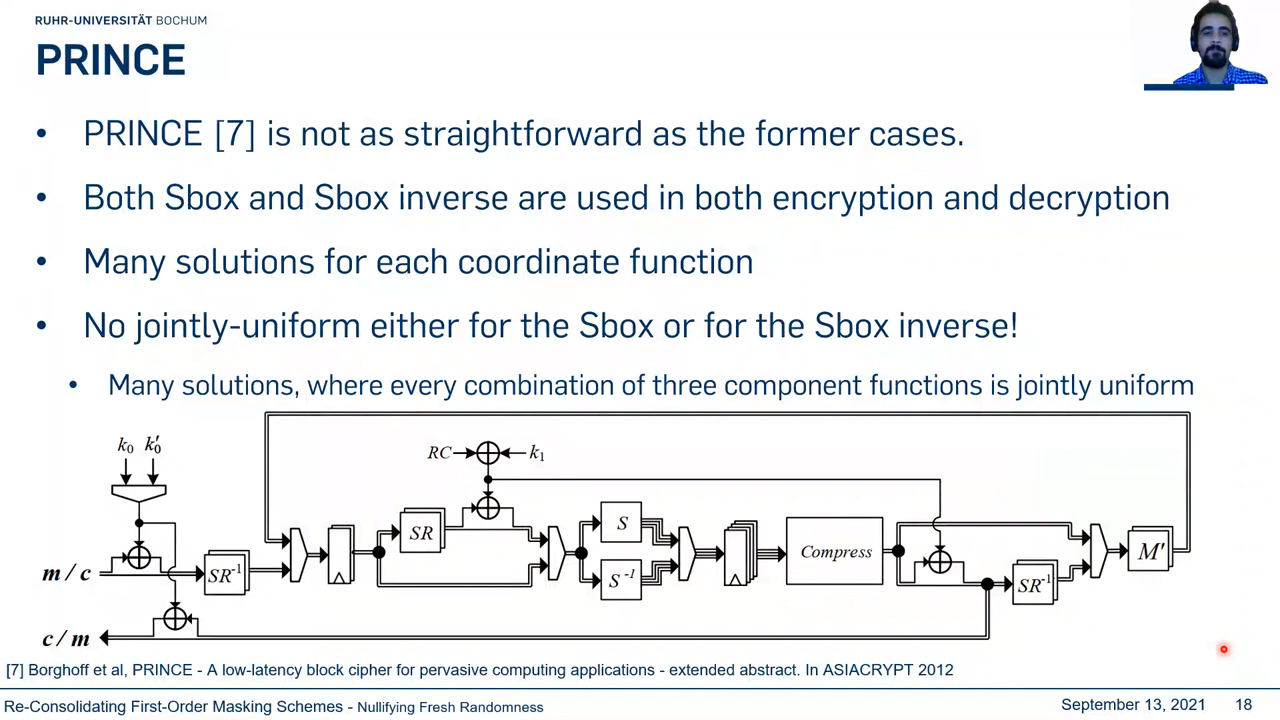 RUHR-UNIVERSITÄT BOCHUM
PRINCE
• PRINCE [7] is not as straightforward as the former cases.
• Both Sbox and Sbox inverse are used in both encryption and decryption
• Many solutions for each coordinate function
• No jointly-uniform either for the Sbox or for the Sbox inverse!
• Many solutions, where every combination of three component functions is jointly uniform
k₀ k₀′
RC k₁
SR S
m / c SR⁻¹ Compress M′
S⁻¹ SR⁻¹
c / m
[7] Borghoff et al, PRINCE - A low-latency block cipher for pervasive computing applications - extended abstract. In ASIACRYPT 2012
Re-Consolidating First-Order Masking Schemes - Nullifying Fresh Randomness September 13, 2021 18